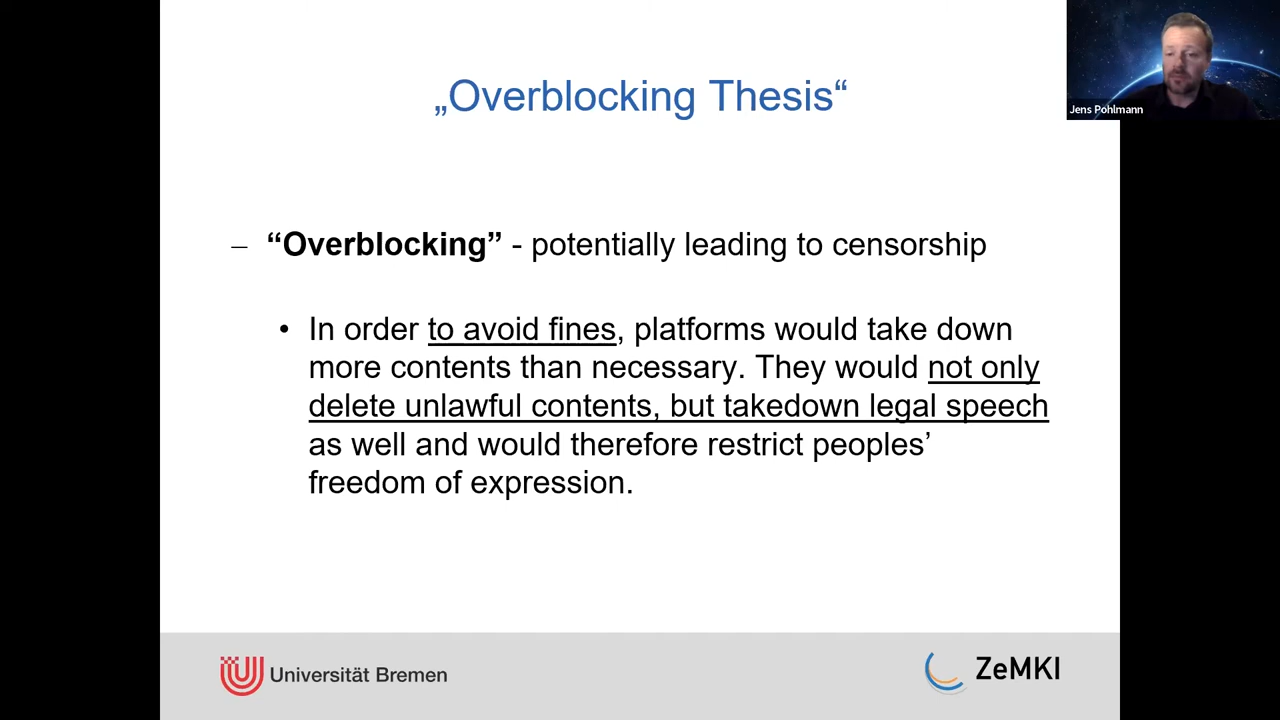 „Overblocking Thesis“
Jens Pohlmann
– “Overblocking” - potentially leading to censorship
• In order to avoid fines, platforms would take down
more contents than necessary. They would not only
delete unlawful contents, but takedown legal speech
as well and would therefore restrict peoples’
freedom of expression.
Universität Bremen
ZeMKI